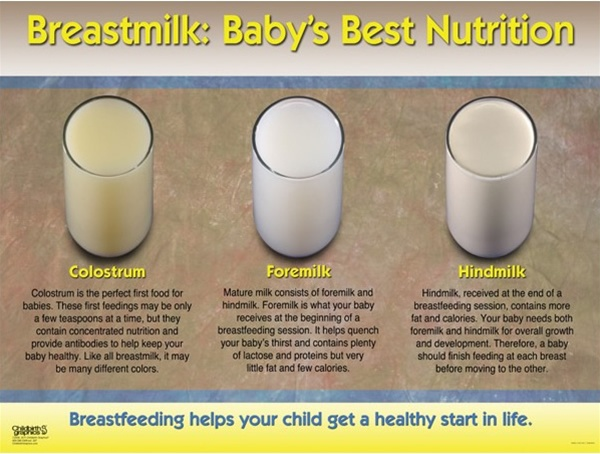 Breastmilk: Baby's Best Nutrition
Colostrum
Colostrum is the perfect first food for
babies. These first feedings may be only
a few teaspoons at a time, but they
contain concentrated nutrition and
provide antibodies to help keep your
baby healthy. Like all breastmilk, it may
be many different colors.
Foremilk
Mature milk consists of foremilk and
hindmilk. Foremilk is what your baby
receives at the beginning of a
breastfeeding session. It helps quench
your baby's thirst and contains plenty
of lactose and proteins but very
little fat and few calories.
Hindmilk
Hindmilk, received at the end of a
breastfeeding session, contains more
fat and calories. Your baby needs both
foremilk and hindmilk for overall growth
and development. Therefore, a baby
should finish feeding at each breast
before moving to the other.
Breastfeeding helps your child get a healthy start in life.
Childbirth
graphics